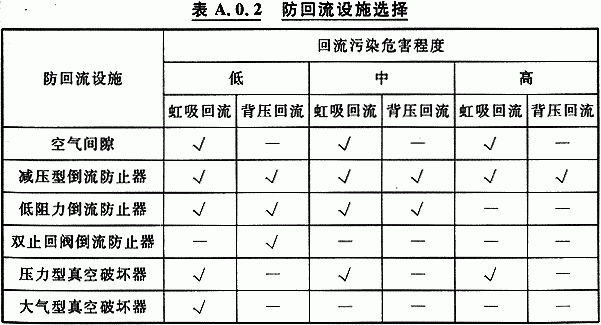 表 A.0.2 防回流设施选择
防回流设施 回流污染危害程度
低 中 高
虹吸回流 背压回流 虹吸回流 背压回流 虹吸回流 背压回流
空气间隙 √ — √ — √ —
减压型倒流防止器 √ √ √ √ √ √
低阻力倒流防止器 √ √ √ √ — —
双止回阀倒流防止器 — √ — — — —
压力型真空破坏器 √ — √ — √ —
大气型真空破坏器 √ — — — — —